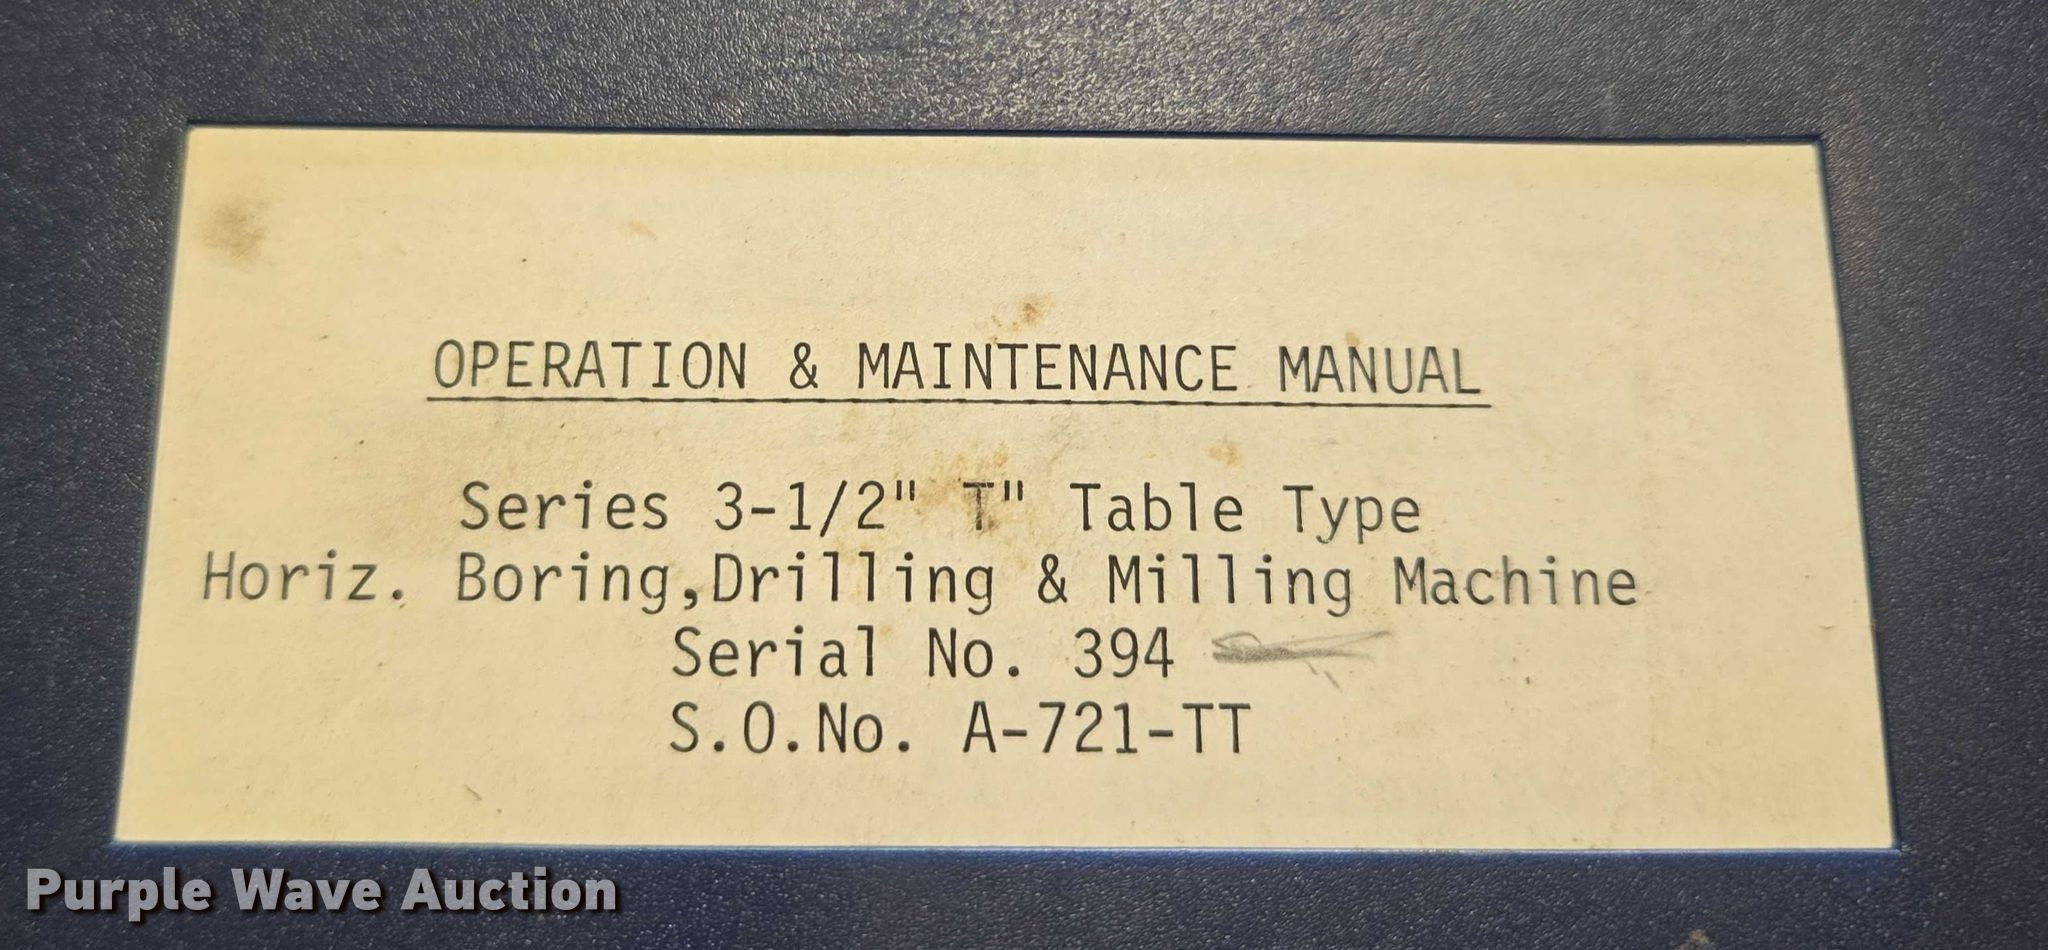 OPERATION & MAINTENANCE MANUAL
Series 3-1/2" T" Table Type
Horiz. Boring,Drilling & Milling Machine
Serial No. 394
S.O.No. A-721-TT
Purple Wave Auction